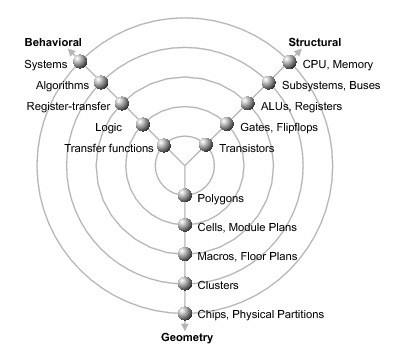 Behavioral
Structural
Systems
CPU, Memory
Algorithms
Subsystems, Buses
Register-transfer
ALUs, Registers
Logic
Gates, Flipflops
Transfer functions
Transistors
Polygons
Cells, Module Plans
Macros, Floor Plans
Clusters
Chips, Physical Partitions
Geometry